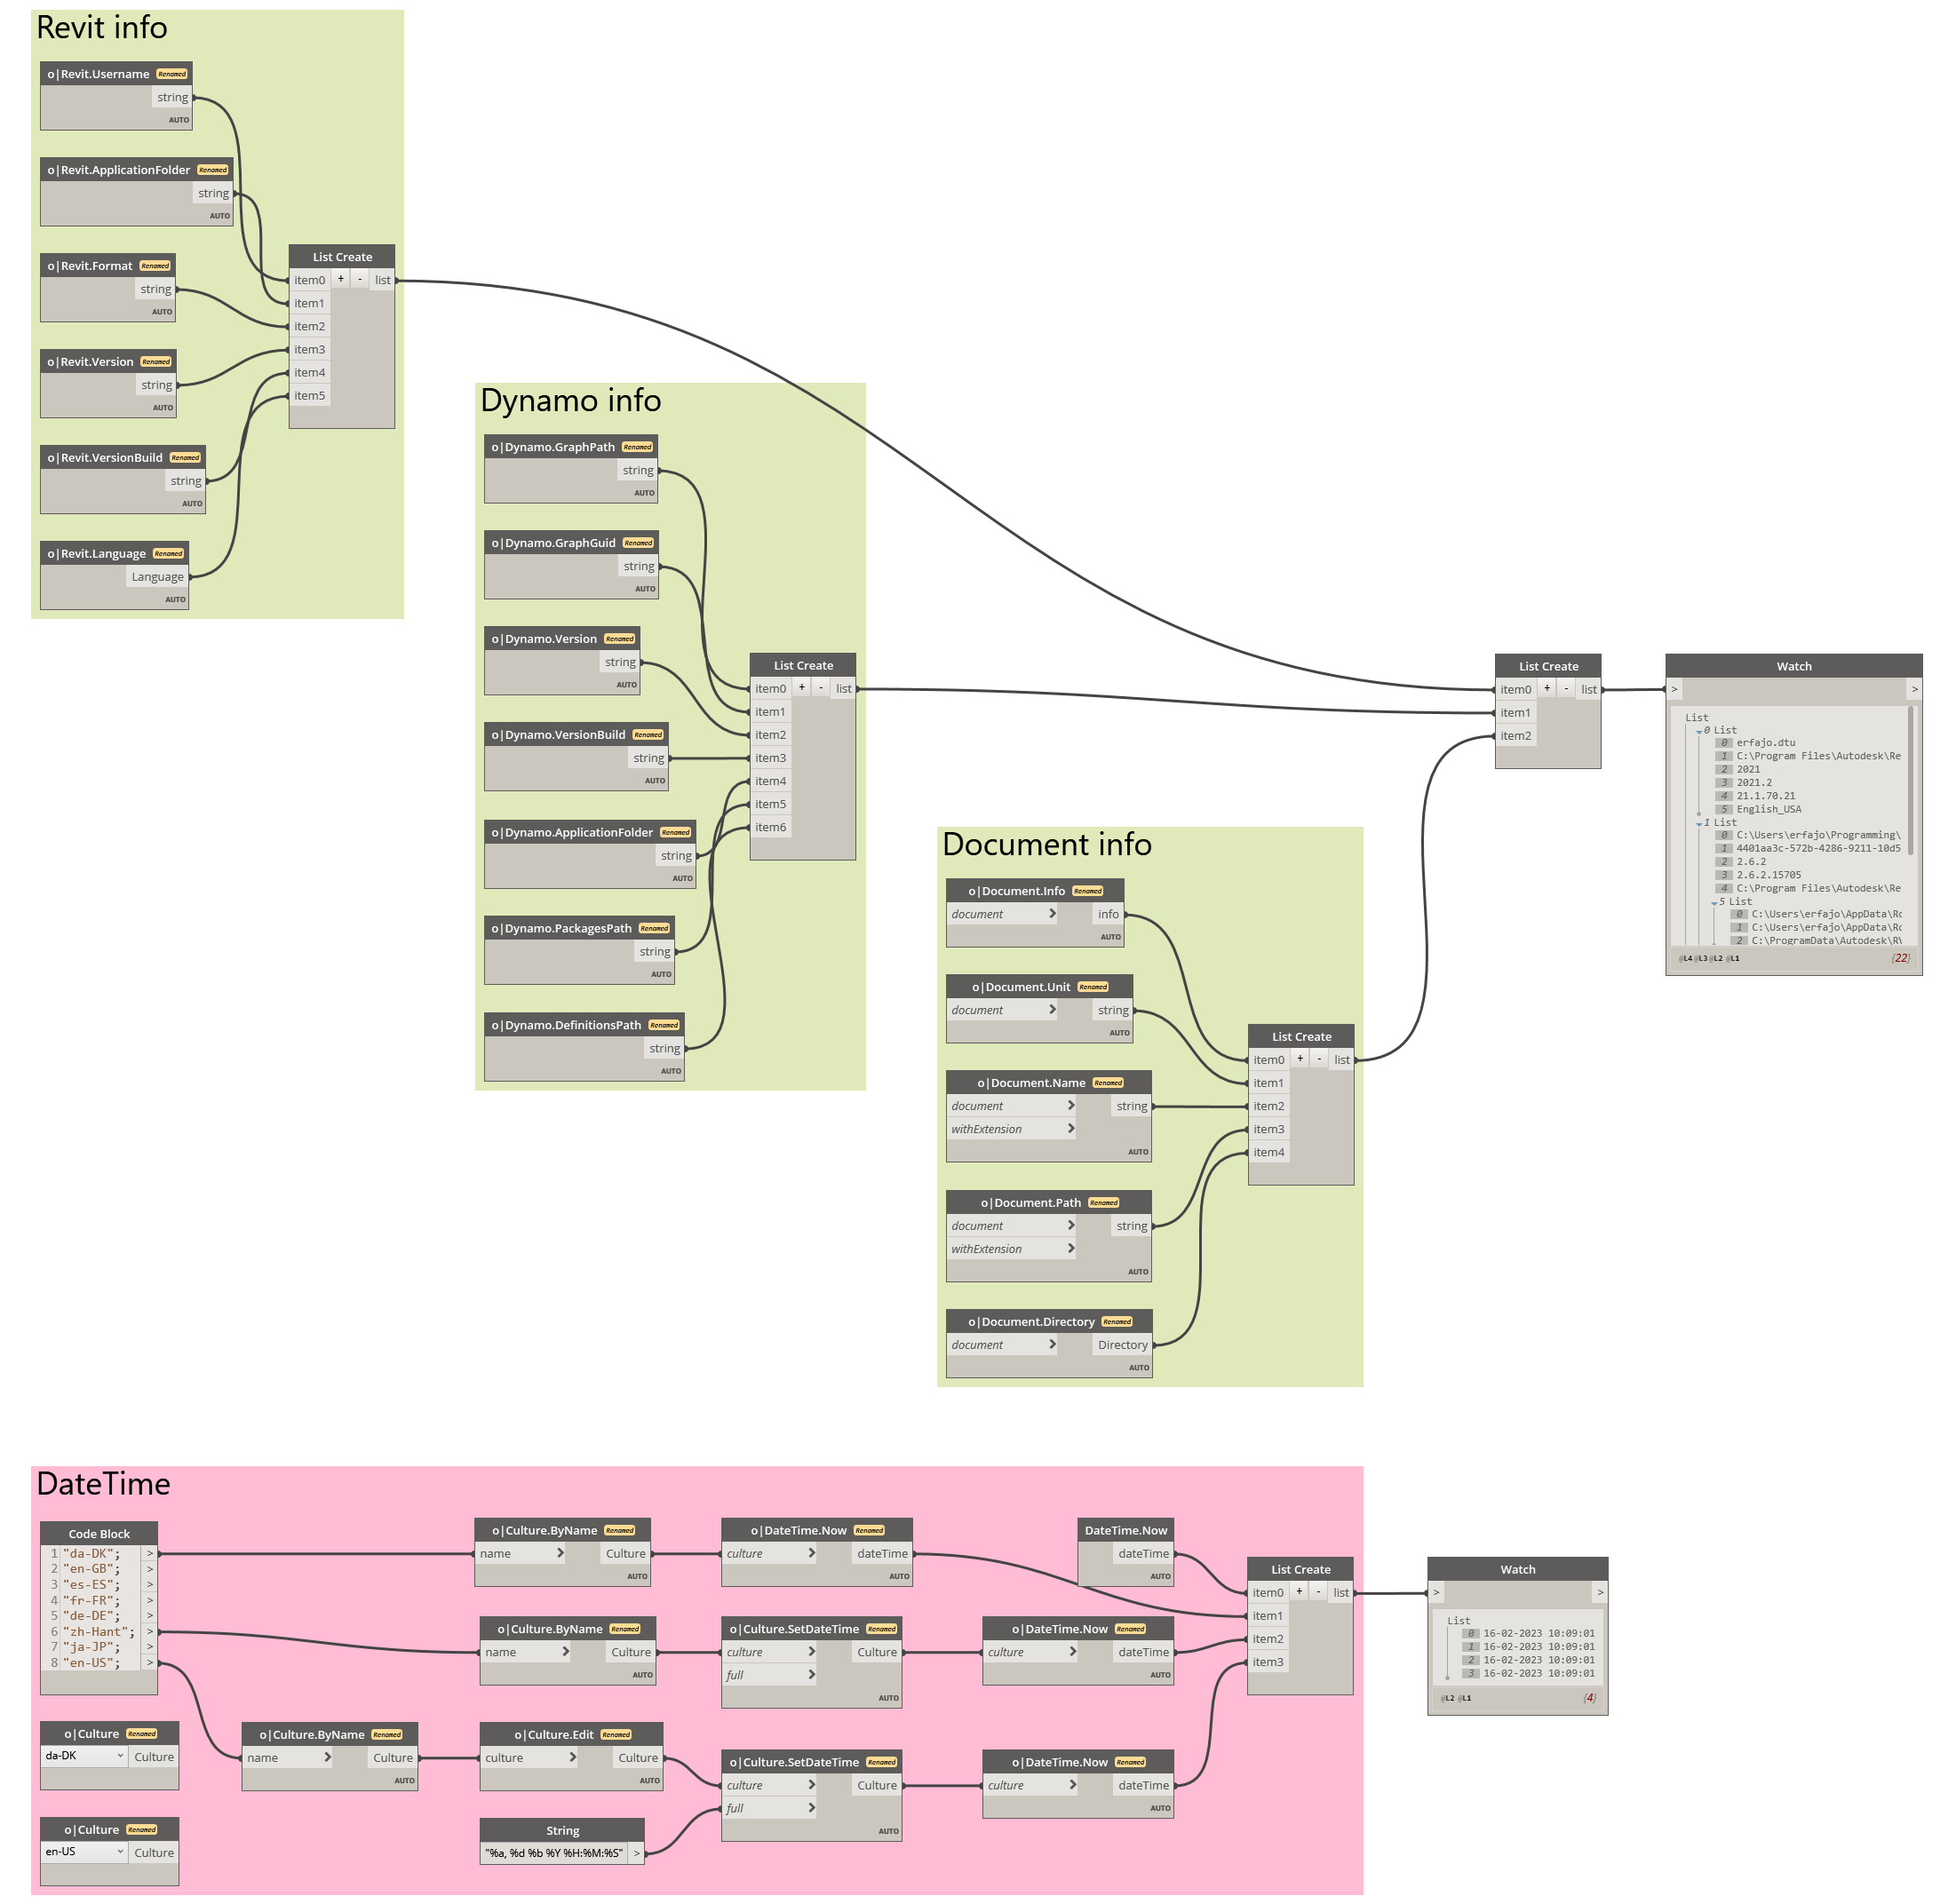 Revit info
o|Revit.Username Renamed
string
AUTO
o|Revit.ApplicationFolder Renamed
string
AUTO
o|Revit.Format Renamed
string
AUTO
o|Revit.Version Renamed
string
AUTO
o|Revit.VersionBuild Renamed
string
AUTO
o|Revit.Language Renamed
Language
AUTO
List Create
item0 + - list
item1
item2
item3
item4
item5
Dynamo info
o|Dynamo.GraphPath Renamed
string
AUTO
o|Dynamo.GraphGuid Renamed
string
AUTO
o|Dynamo.Version Renamed
string
AUTO
o|Dynamo.VersionBuild Renamed
string
AUTO
o|Dynamo.ApplicationFolder Renamed
string
AUTO
o|Dynamo.PackagesPath Renamed
string
AUTO
o|Dynamo.DefinitionsPath Renamed
string
AUTO
List Create
item0 + - list
item1
item2
item3
item4
item5
item6
Document info
o|Document.Info Renamed
document > info
AUTO
o|Document.Unit Renamed
document > string
AUTO
o|Document.Name Renamed
document > string
withExtension >
AUTO
o|Document.Path Renamed
document > string
withExtension >
AUTO
o|Document.Directory Renamed
document > Directory
AUTO
List Create
item0 + - list
item1
item2
item3
item4
List Create
item0 + - list
item1
item2
Watch
> >
List
0 List
0 erfajo.dtu
1 C:\Program Files\Autodesk\Re
2 2021
3 2021.2
4 21.1.70.21
5 English_USA
1 List
0 C:\Users\erfajo\Programming\
1 4401aa3c-572b-4286-9211-10d5
2 2.6.2
3 2.6.2.15705
4 C:\Program Files\Autodesk\Re
5 List
0 C:\Users\erfajo\AppData\Ro
1 C:\Users\erfajo\AppData\Ro
2 C:\ProgramData\Autodesk\RV
@L4 @L3 @L2 @L1 {22}
DateTime
Code Block
1 "da-DK"; >
2 "en-GB"; >
3 "es-ES"; >
4 "fr-FR"; >
5 "de-DE"; >
6 "zh-Hant"; >
7 "ja-JP"; >
8 "en-US"; >
o|Culture Renamed
da-DK Culture
o|Culture Renamed
en-US Culture
o|Culture.ByName Renamed
name > Culture
AUTO
o|DateTime.Now Renamed
culture > dateTime
AUTO
DateTime.Now
dateTime
AUTO
o|Culture.ByName Renamed
name > Culture
AUTO
o|Culture.SetDateTime Renamed
culture > Culture
full >
AUTO
o|DateTime.Now Renamed
culture > dateTime
AUTO
o|Culture.ByName Renamed
name > Culture
AUTO
o|Culture.Edit Renamed
culture > Culture
AUTO
String
"%a, %d %b %Y %H:%M:%S" >
o|Culture.SetDateTime Renamed
culture > Culture
full >
AUTO
o|DateTime.Now Renamed
culture > dateTime
AUTO
List Create
item0 + - list
item1
item2
item3
Watch
> >
List
0 16-02-2023 10:09:01
1 16-02-2023 10:09:01
2 16-02-2023 10:09:01
3 16-02-2023 10:09:01
@L2 @L1 {4}